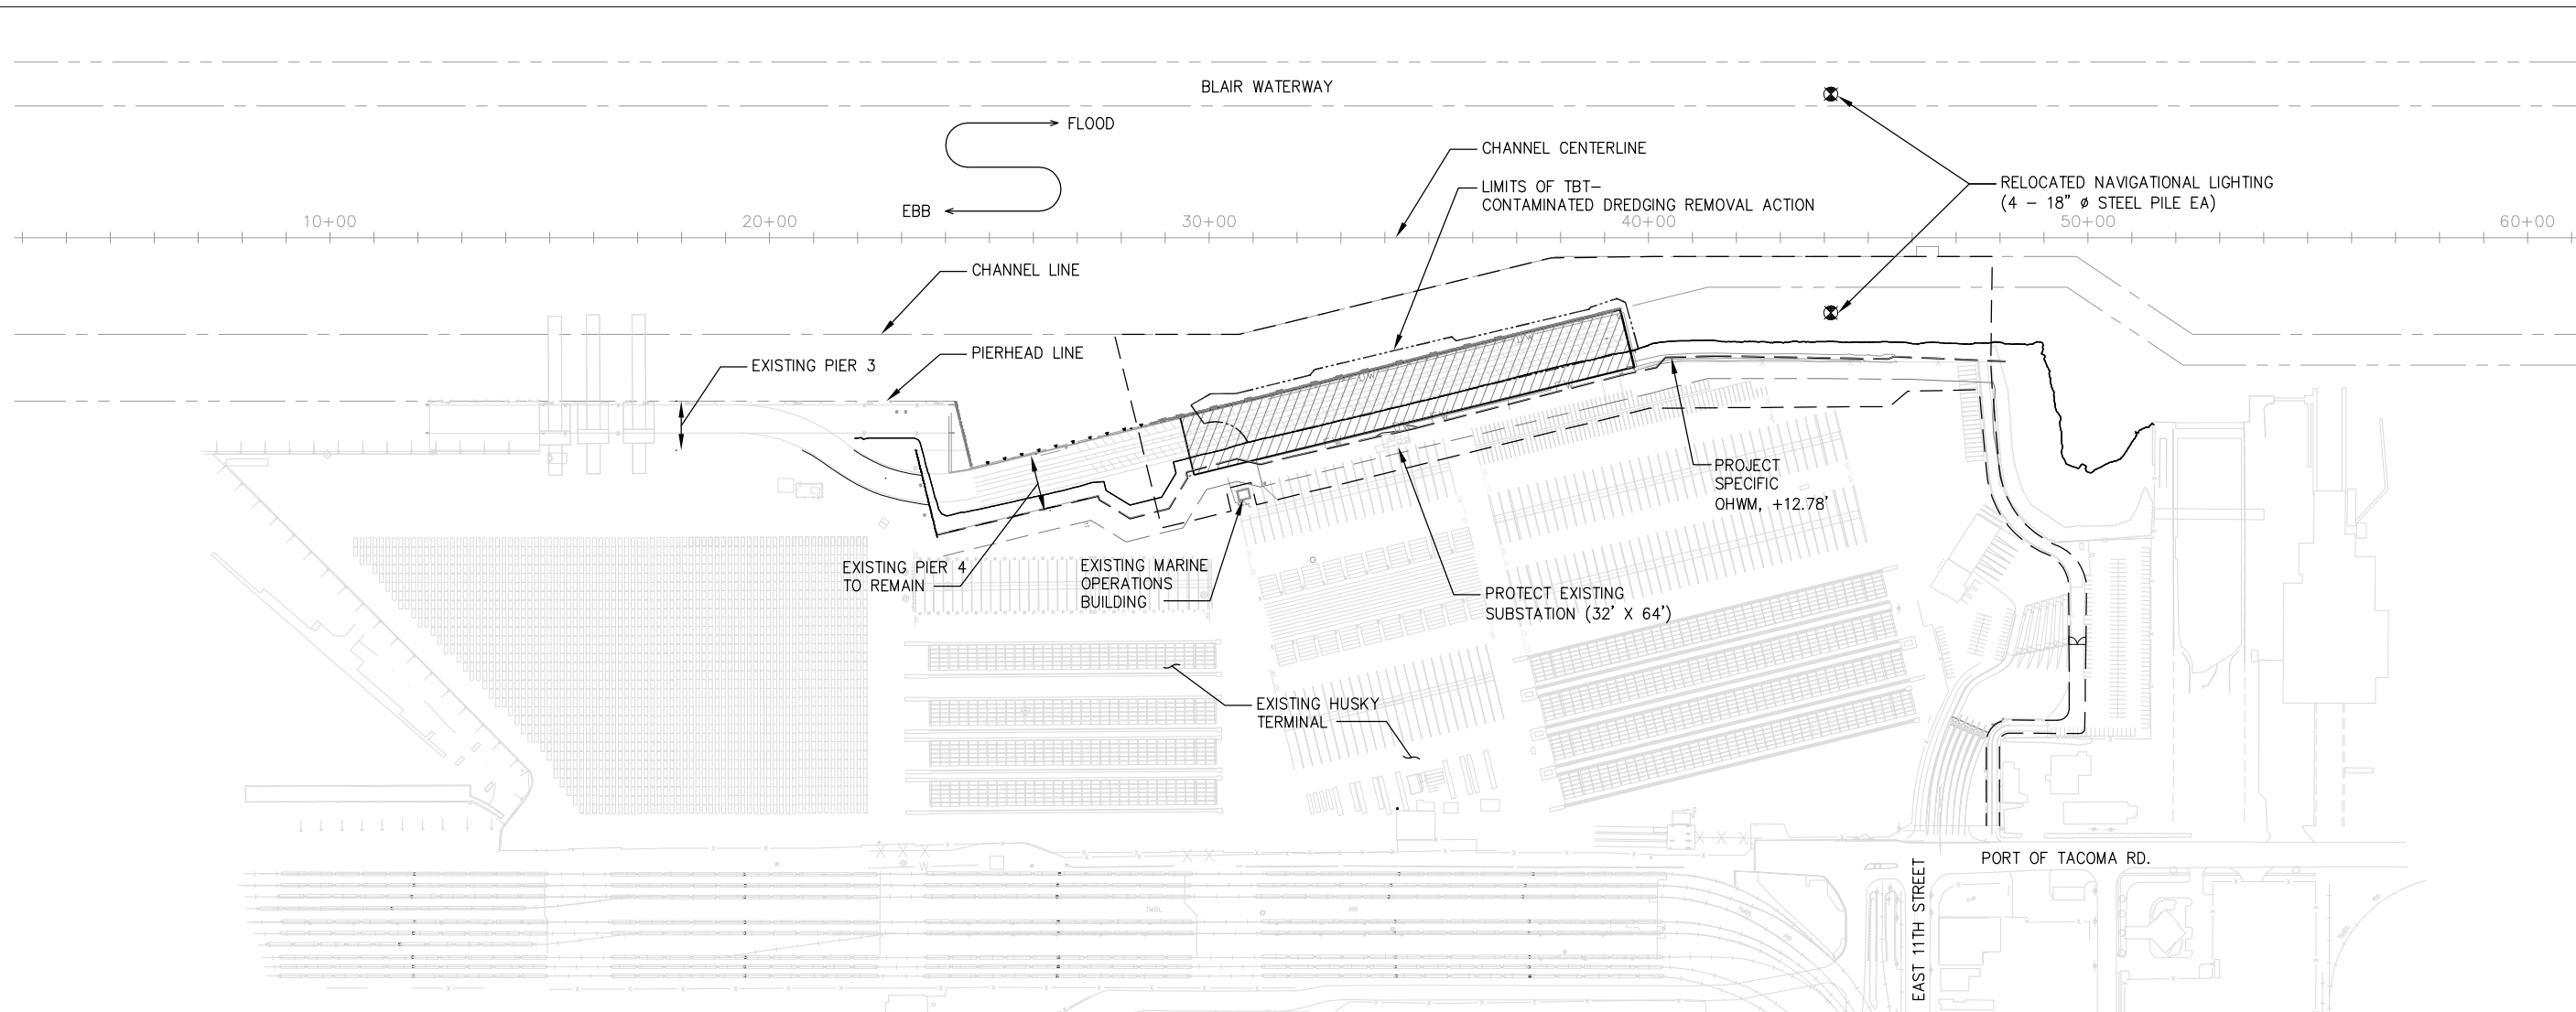 BLAIR WATERWAY
FLOOD
CHANNEL CENTERLINE
RELOCATED NAVIGATIONAL LIGHTING
(4 – 18" ø STEEL PILE EA)
LIMITS OF TBT–
CONTAMINATED DREDGING REMOVAL ACTION
EBB
10+00
20+00
30+00
40+00
50+00
60+00
CHANNEL LINE
PIERHEAD LINE
EXISTING PIER 3
PROJECT
SPECIFIC
OHWM, +12.78'
EXISTING PIER 4
TO REMAIN
EXISTING MARINE
OPERATIONS
BUILDING
PROTECT EXISTING
SUBSTATION (32' X 64')
EXISTING HUSKY
TERMINAL
PORT OF TACOMA RD.
EAST 11TH STREET